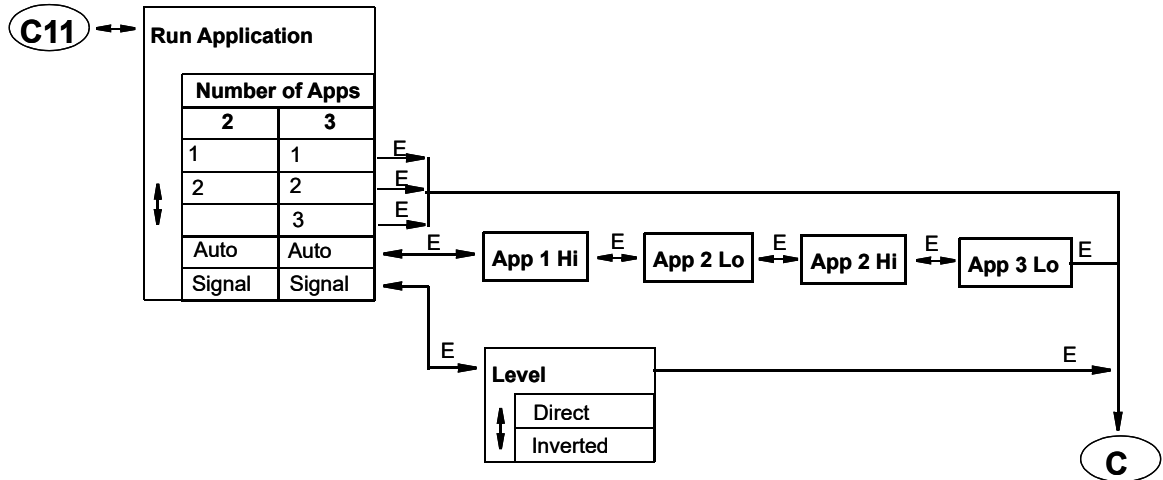 C11
Run Application
Number of Apps
2 3
1 1
E
2 2
E
3
E
Auto Auto
E
App 1 Hi
E
App 2 Lo
E
App 2 Hi
E
App 3 Lo
E
Signal Signal
E
Level
E
Direct
Inverted
C